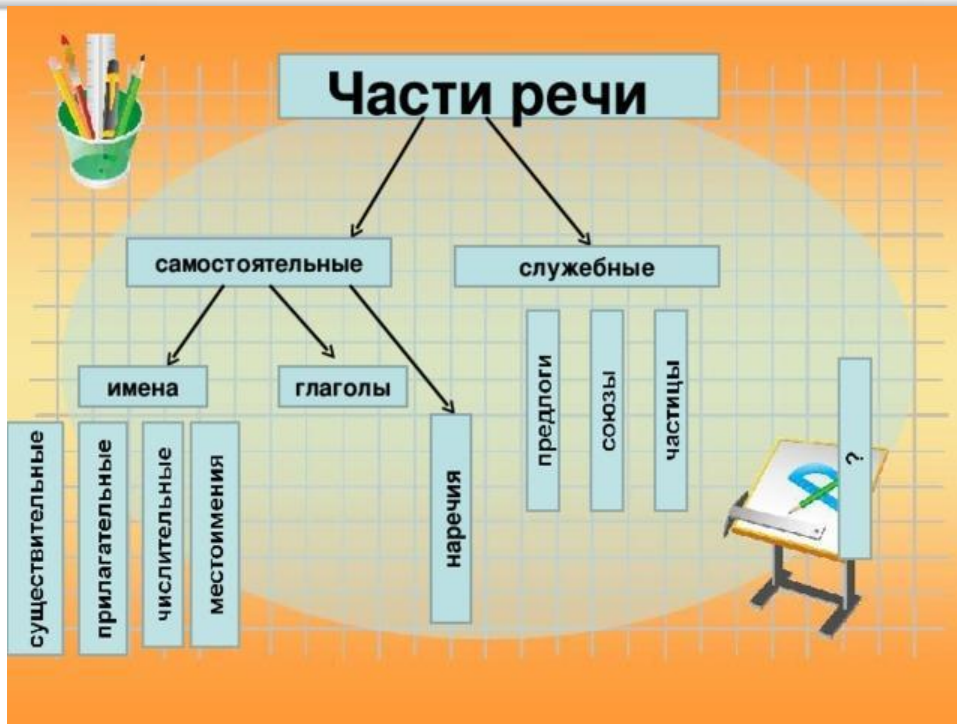 Части речи
самостоятельные
служебные
имена
глаголы
наречия
существительные
прилагательные
числительные
местоимения
предлоги
союзы
частицы
?